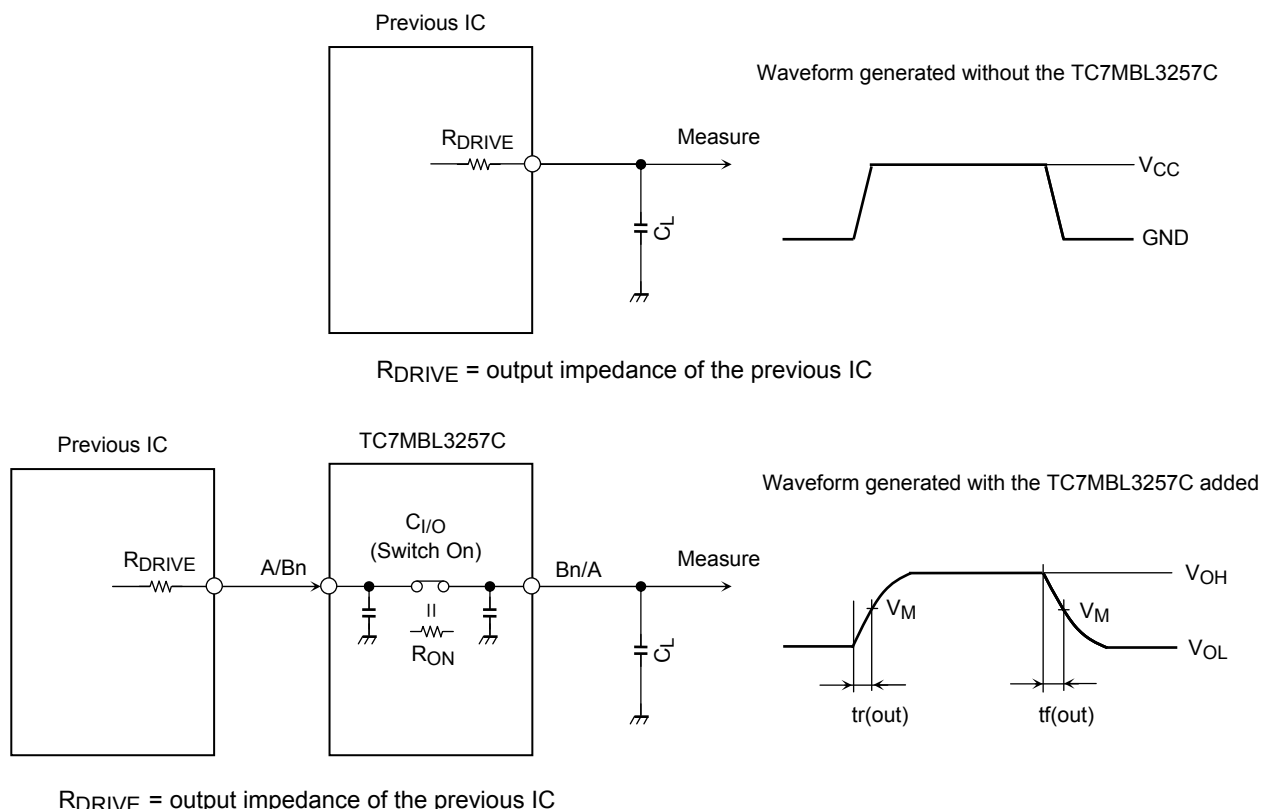 Previous IC
Waveform generated without the TC7MBL3257C
RDRIVE
Measure
VCC
CL
GND
RDRIVE = output impedance of the previous IC
Previous IC
TC7MBL3257C
Waveform generated with the TC7MBL3257C added
CI/O
(Switch On)
RDRIVE
A/Bn
Bn/A
Measure
VOH
VM
VM
RON
CL
VOL
tr(out)
tf(out)
RDRIVE = output impedance of the previous IC